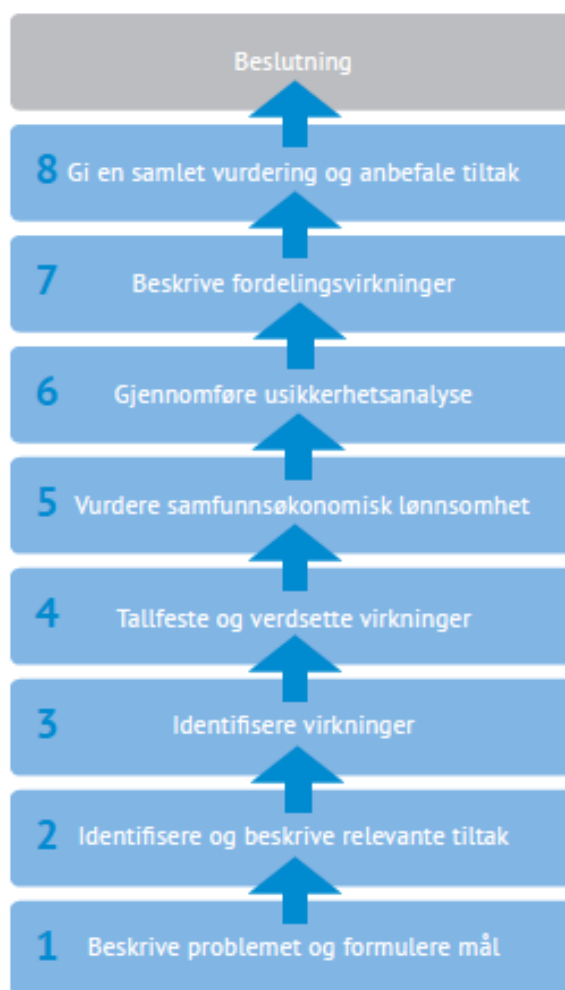 Beslutning
8 Gi en samlet vurdering og anbefale tiltak
7 Beskrive fordelingsvirkninger
6 Gjennomføre usikkerhetsanalyse
5 Vurdere samfunnsøkonomisk lønnsomhet
4 Tallfeste og verdsette virkninger
3 Identifisere virkninger
2 Identifisere og beskrive relevante tiltak
1 Beskrive problemet og formulere mål